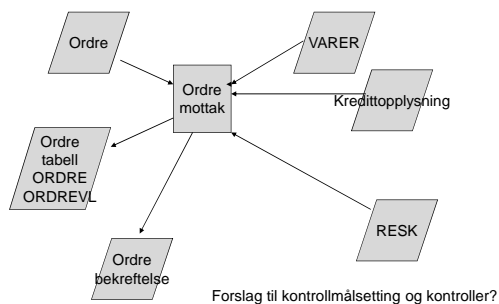 Ordre
VARER
Ordre
mottak
Kredittopplysning
Ordre
tabell
ORDRE
ORDREVL
RESK
Ordre
bekreftelse
Forslag til kontrollmålsetting og kontroller?